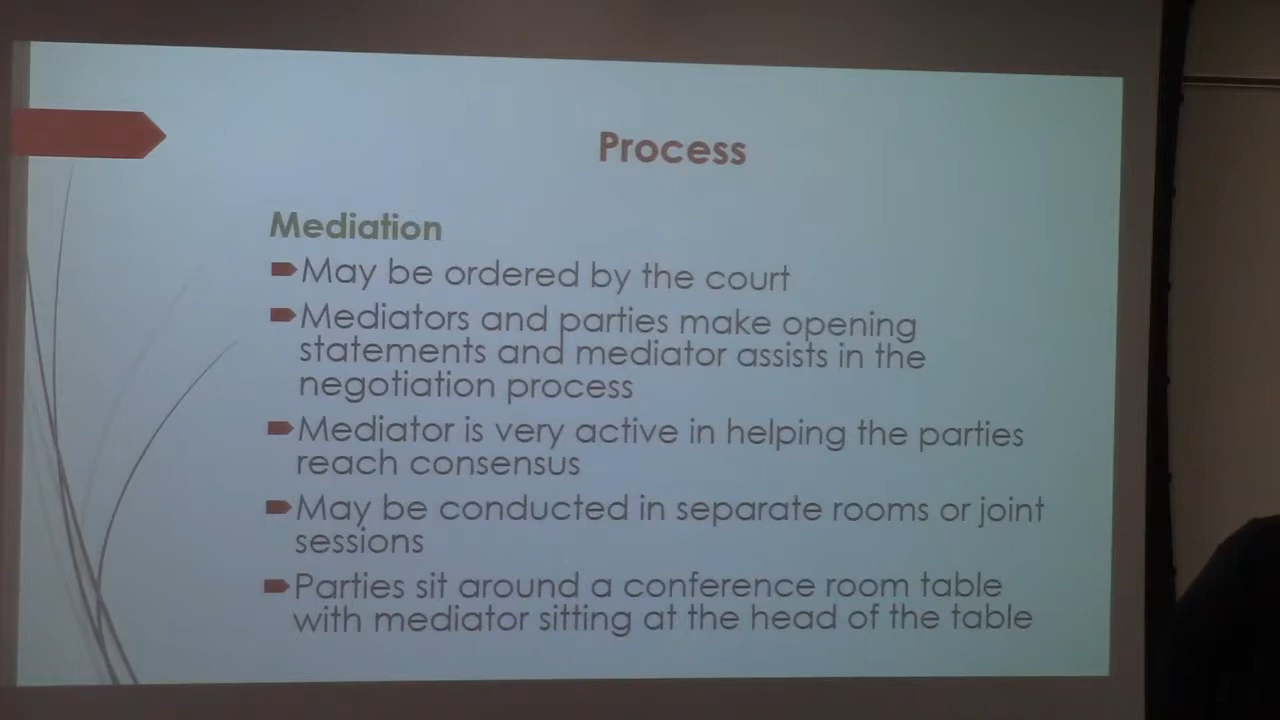 Process
Mediation
May be ordered by the court
Mediators and parties make opening
statements and mediator assists in the
negotiation process
Mediator is very active in helping the parties
reach consensus
May be conducted in separate rooms or joint
sessions
Parties sit around a conference room table
with mediator sitting at the head of the table